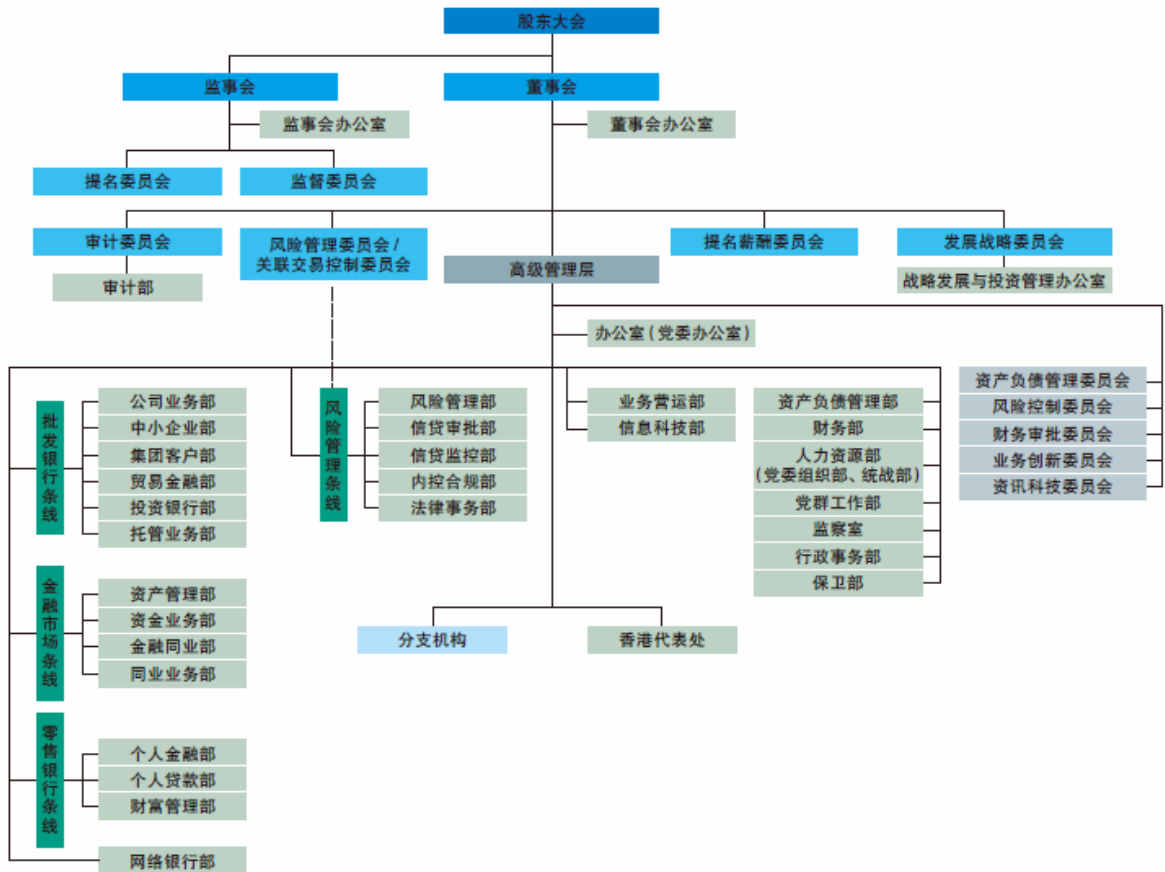 股东大会
监事会
董事会
监事会办公室
董事会办公室
提名委员会
监督委员会
审计委员会
风险管理委员会/
关联交易控制委员会
提名薪酬委员会
发展战略委员会
审计部
高级管理层
战略发展与投资管理办公室
办公室(党委办公室)
批发银行条线
公司业务部
中小企业部
集团客户部
贸易金融部
投资银行部
托管业务部
风险管理条线
风险管理部
信贷审批部
信贷监控部
内控合规部
法律事务部
业务营运部
信息科技部
资产负债管理部
财务部
人力资源部
(党委组织部、统战部)
党群工作部
监察室
行政事务部
保卫部
资产负债管理委员会
风险控制委员会
财务审批委员会
业务创新委员会
资讯科技委员会
金融市场条线
资产管理部
资金业务部
金融同业部
同业业务部
分支机构
香港代表处
零售银行条线
个人金融部
个人贷款部
财富管理部
网络银行部